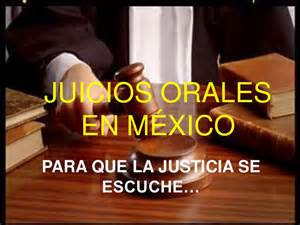 JUICIOS ORALES
EN MÉXICO
PARA QUE LA JUSTICIA SE
ESCUCHE…